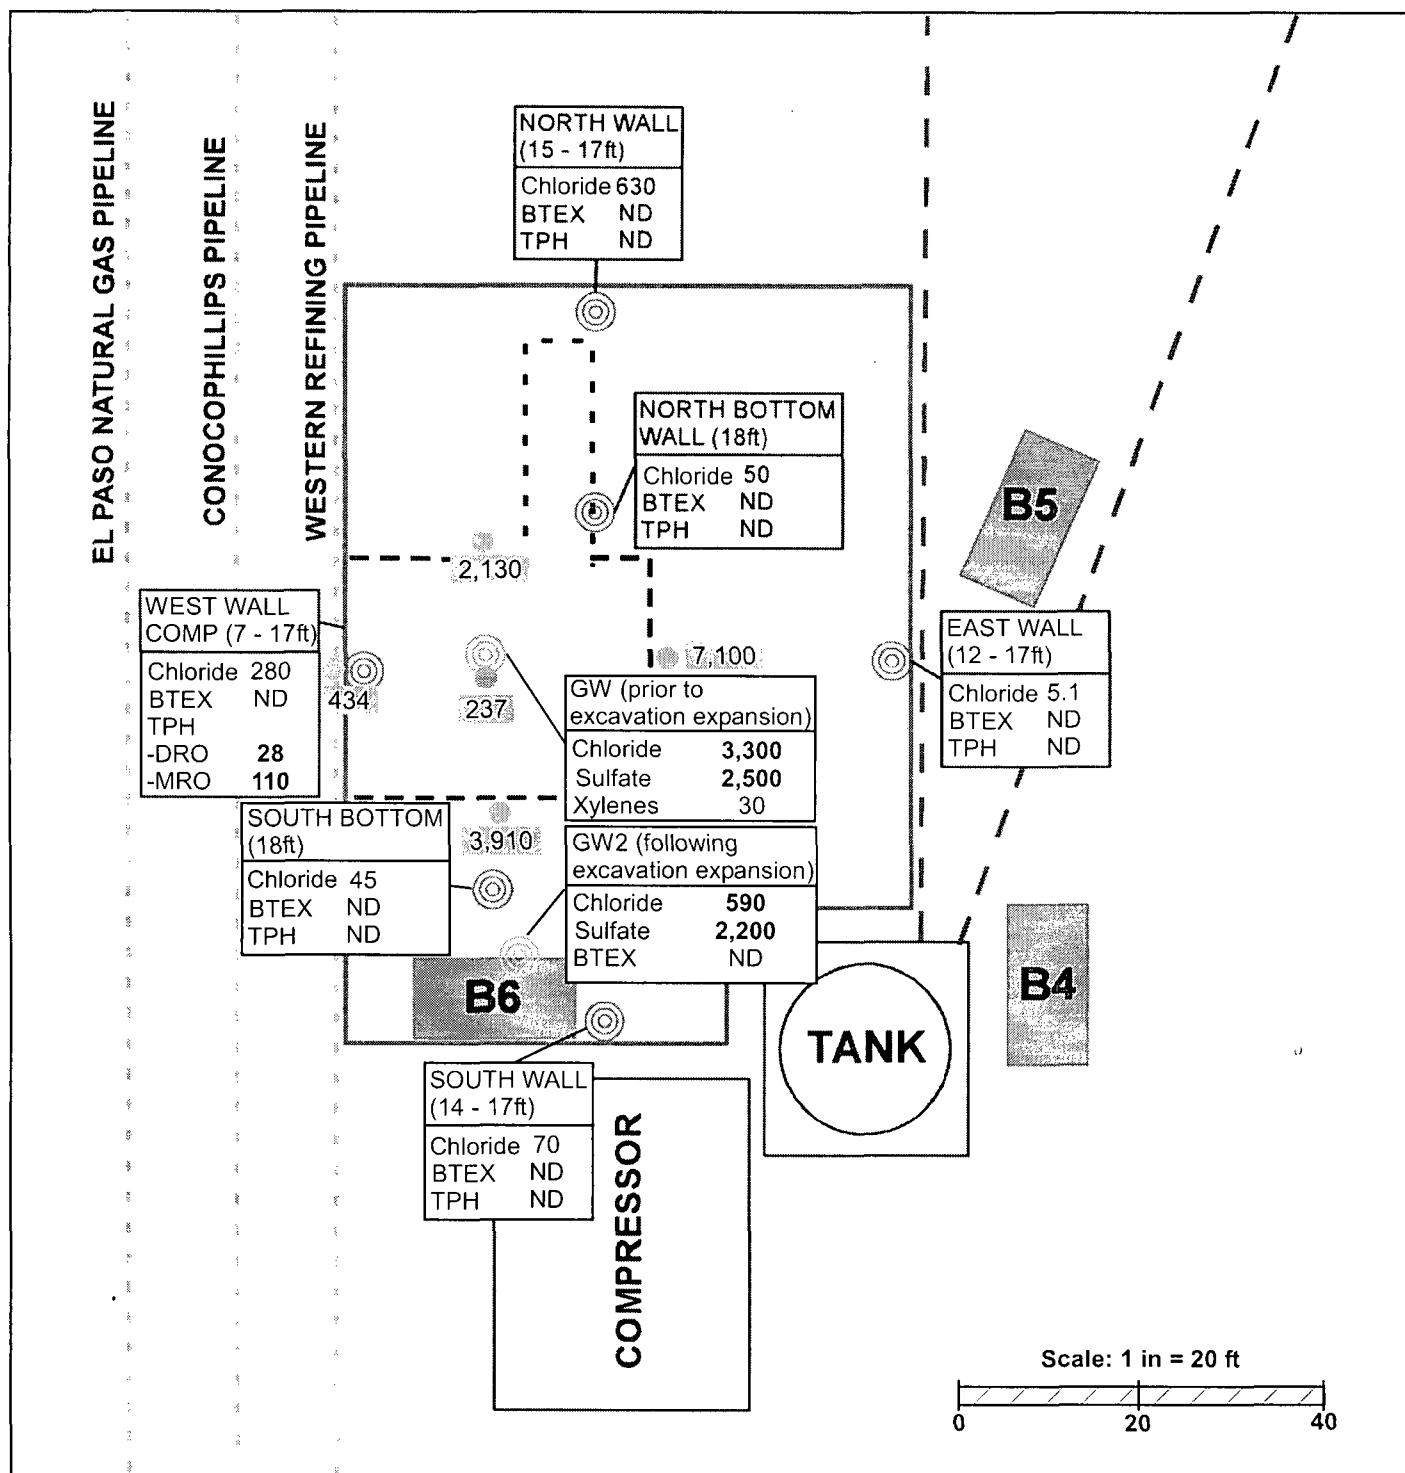 EL PASO NATURAL GAS PIPELINE
CONOCOPHILLIPS PIPELINE
WESTERN REFINING PIPELINE
NORTH WALL
(15 - 17ft)
Chloride 630
BTEX ND
TPH ND
NORTH BOTTOM
WALL (18ft)
Chloride 50
BTEX ND
TPH ND
B5
2,130
WEST WALL
COMP (7 - 17ft)
Chloride 280
BTEX ND
TPH
-DRO 28
-MRO 110
434
237
7,100
EAST WALL
(12 - 17ft)
Chloride 5.1
BTEX ND
TPH ND
GW (prior to
excavation expansion)
Chloride 3,300
Sulfate 2,500
Xylenes 30
SOUTH BOTTOM
(18ft)
Chloride 45
BTEX ND
TPH ND
3,910
GW2 (following
excavation expansion)
Chloride 590
Sulfate 2,200
BTEX ND
B6
B4
TANK
SOUTH WALL
(14 - 17ft)
Chloride 70
BTEX ND
TPH ND
COMPRESSOR
Scale: 1 in = 20 ft
0 20 40